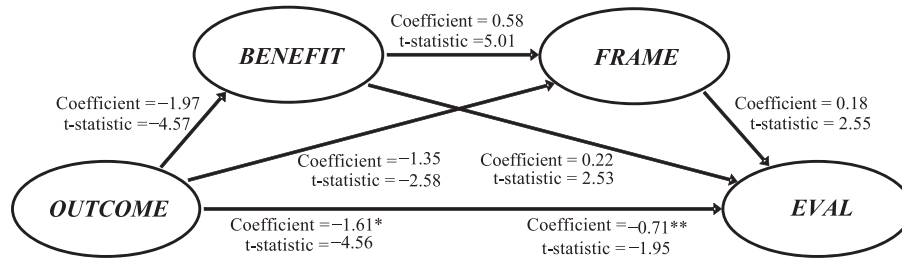 Coefficient = 0.58
t-statistic =5.01
BENEFIT
FRAME
Coefficient =−1.97
t-statistic =−4.57
Coefficient = 0.18
t-statistic = 2.55
Coefficient =−1.35
t-statistic =−2.58
Coefficient = 0.22
t-statistic = 2.53
OUTCOME
EVAL
Coefficient=−1.61*
t-statistic =−4.56
Coefficient =−0.71**
t-statistic =−1.95